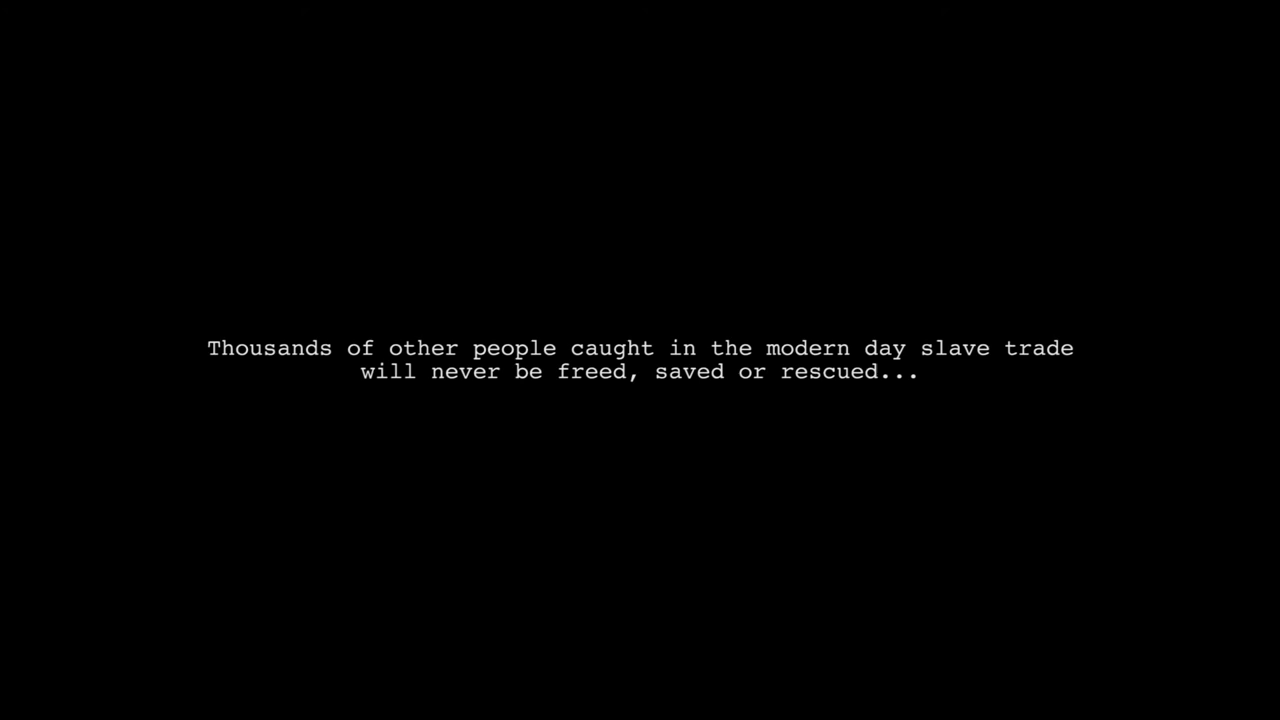 Thousands of other people caught in the modern day slave trade
will never be freed, saved or rescued...